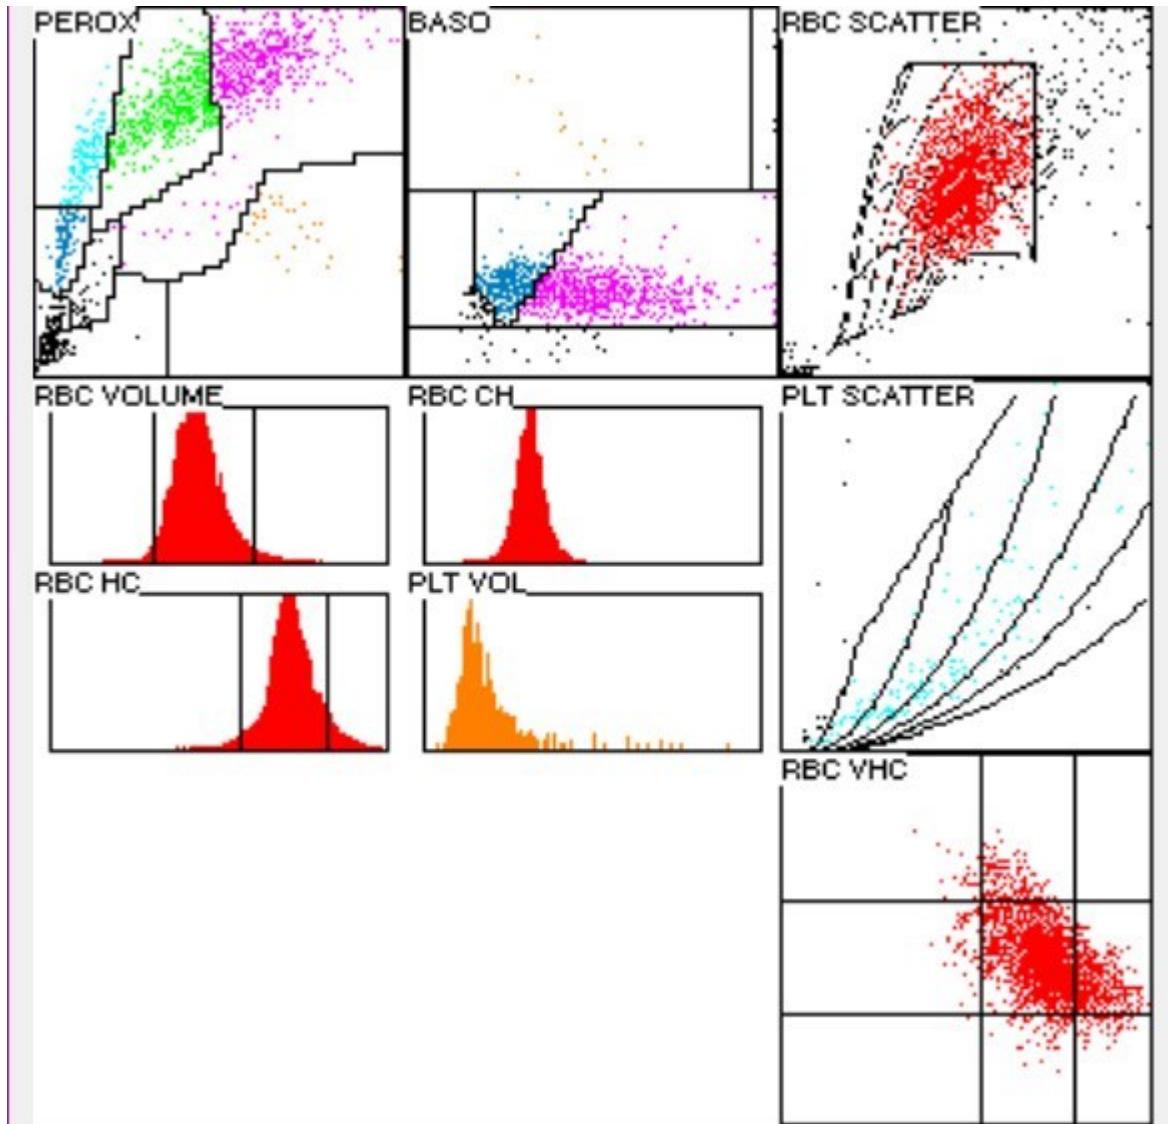 PEROX
BASO
RBC SCATTER
RBC VOLUME
RBC CH
PLT SCATTER
RBC HC
PLT VOL
RBC VHC